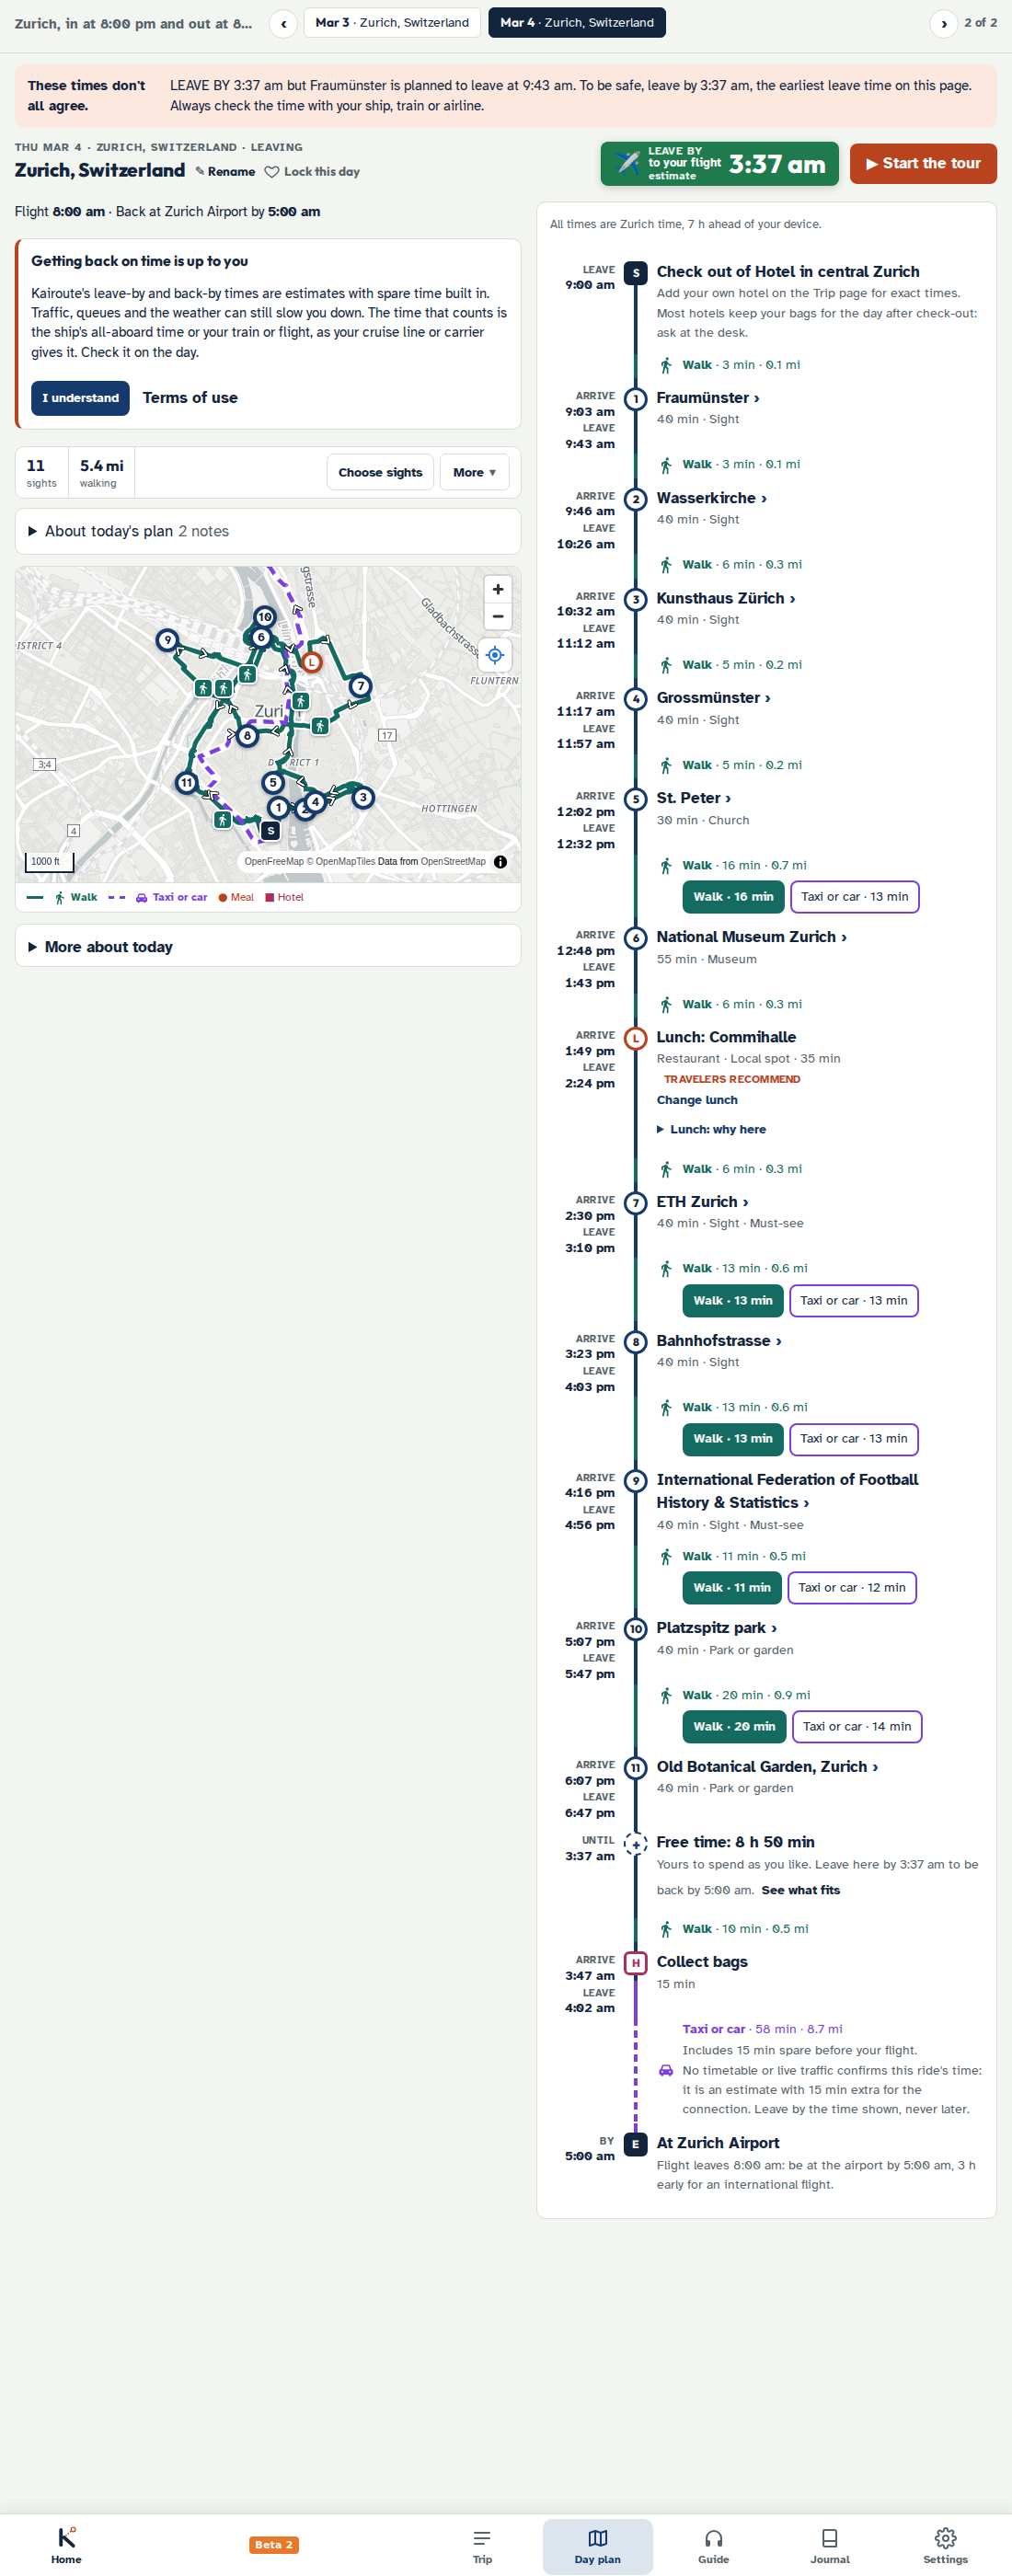 Zurich, in at 8:00 pm and out at 8...
‹
Mar 3 · Zurich, Switzerland
Mar 4 · Zurich, Switzerland
›
2 of 2
These times don't all agree.
LEAVE BY 3:37 am but Fraumünster is planned to leave at 9:43 am. To be safe, leave by 3:37 am, the earliest leave time on this page.
Always check the time with your ship, train or airline.
THU MAR 4 · ZURICH, SWITZERLAND · LEAVING
Zurich, Switzerland
✎ Rename
Lock this day
LEAVE BY
to your flight
estimate
3:37 am
▶ Start the tour
Flight 8:00 am · Back at Zurich Airport by 5:00 am
Getting back on time is up to you
Kairoute's leave-by and back-by times are estimates with spare time built in.
Traffic, queues and the weather can still slow you down. The time that counts is
the ship's all-aboard time or your train or flight, as your cruise line or carrier
gives it. Check it on the day.
I understand
Terms of use
11
sights
5.4 mi
walking
Choose sights
More ▼
▶ About today's plan 2 notes
gstrasse
Gladbachstrasse
ISTRICT 4
FLUNTERN
HOTTINGEN
17
3;4
4
1000 ft
OpenFreeMap © OpenMapTiles Data from OpenStreetMap
Walk
Taxi or car
Meal
Hotel
▶ More about today
All times are Zurich time, 7 h ahead of your device.
LEAVE
9:00 am
S
Check out of Hotel in central Zurich
Add your own hotel on the Trip page for exact times.
Most hotels keep your bags for the day after check-out:
ask at the desk.
Walk · 3 min · 0.1 mi
ARRIVE
9:03 am
LEAVE
9:43 am
1
Fraumünster ›
40 min · Sight
Walk · 3 min · 0.1 mi
ARRIVE
9:46 am
LEAVE
10:26 am
2
Wasserkirche ›
40 min · Sight
Walk · 6 min · 0.3 mi
ARRIVE
10:32 am
LEAVE
11:12 am
3
Kunsthaus Zürich ›
40 min · Sight
Walk · 5 min · 0.2 mi
ARRIVE
11:17 am
LEAVE
11:57 am
4
Grossmünster ›
40 min · Sight
Walk · 5 min · 0.2 mi
ARRIVE
12:02 pm
LEAVE
12:32 pm
5
St. Peter ›
30 min · Church
Walk · 16 min · 0.7 mi
Walk · 16 min
Taxi or car · 13 min
ARRIVE
12:48 pm
LEAVE
1:43 pm
6
National Museum Zurich ›
55 min · Museum
Walk · 6 min · 0.3 mi
ARRIVE
1:49 pm
LEAVE
2:24 pm
L
Lunch: Commihalle
Restaurant · Local spot · 35 min
TRAVELERS RECOMMEND
Change lunch
▶ Lunch: why here
Walk · 6 min · 0.3 mi
ARRIVE
2:30 pm
LEAVE
3:10 pm
7
ETH Zurich ›
40 min · Sight · Must-see
Walk · 13 min · 0.6 mi
Walk · 13 min
Taxi or car · 13 min
ARRIVE
3:23 pm
LEAVE
4:03 pm
8
Bahnhofstrasse ›
40 min · Sight
Walk · 13 min · 0.6 mi
Walk · 13 min
Taxi or car · 13 min
ARRIVE
4:16 pm
LEAVE
4:56 pm
9
International Federation of Football
History & Statistics ›
40 min · Sight · Must-see
Walk · 11 min · 0.5 mi
Walk · 11 min
Taxi or car · 12 min
ARRIVE
5:07 pm
LEAVE
5:47 pm
10
Platzspitz park ›
40 min · Park or garden
Walk · 20 min · 0.9 mi
Walk · 20 min
Taxi or car · 14 min
ARRIVE
6:07 pm
LEAVE
6:47 pm
11
Old Botanical Garden, Zurich ›
40 min · Park or garden
UNTIL
3:37 am
+
Free time: 8 h 50 min
Yours to spend as you like. Leave here by 3:37 am to be
back by 5:00 am. See what fits
Walk · 10 min · 0.5 mi
ARRIVE
3:47 am
LEAVE
4:02 am
H
Collect bags
15 min
Taxi or car · 58 min · 8.7 mi
Includes 15 min spare before your flight.
No timetable or live traffic confirms this ride's time:
it is an estimate with 15 min extra for the
connection. Leave by the time shown, never later.
BY
5:00 am
E
At Zurich Airport
Flight leaves 8:00 am: be at the airport by 5:00 am, 3 h
early for an international flight.
Home
Beta 2
Trip
Day plan
Guide
Journal
Settings